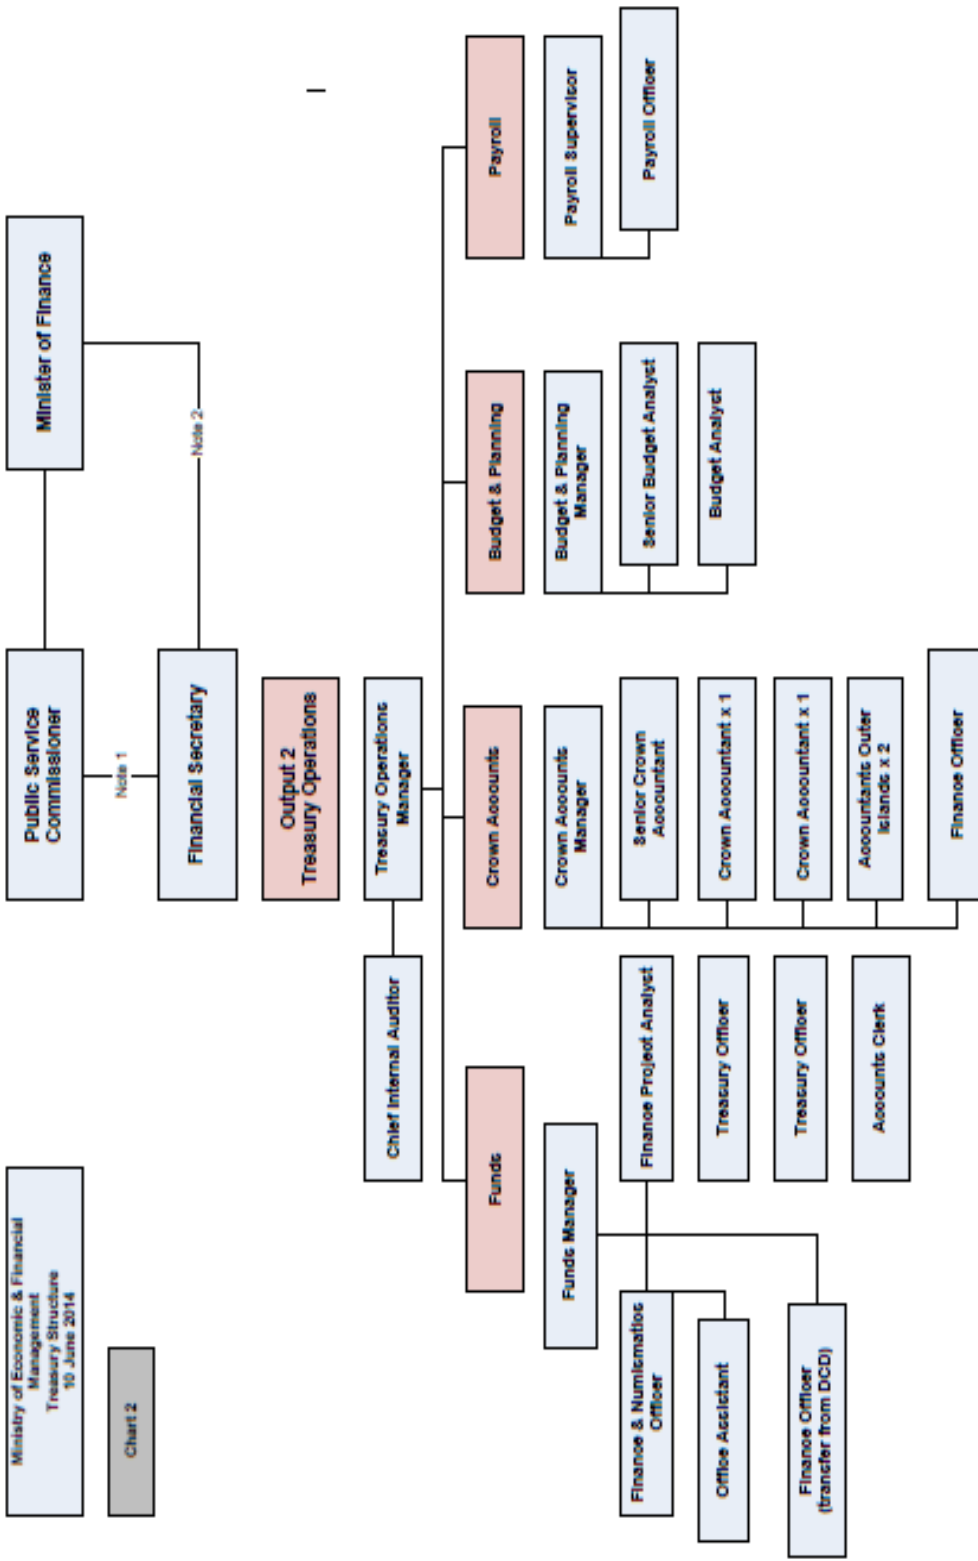 Ministry of Economic & Financial
Management
Treasury Structure
10 June 2014
Chart 2
Public Service
Commissioner
Minister of Finance
Note 1
Note 2
Financial Secretary
Output 2
Treasury Operations
Chief Internal Auditor
Treasury Operations
Manager
Funds
Crown Accounts
Budget & Planning
Payroll
Funds Manager
Crown Accounts
Manager
Budget & Planning
Manager
Payroll Supervisor
Finance & Numismatics
Officer
Finance Project Analyst
Senior Crown
Accountant
Senior Budget Analyst
Payroll Officer
Office Assistant
Treasury Officer
Crown Accountant x 1
Budget Analyst
Finance Officer
(transfer from DCD)
Treasury Officer
Crown Accountant x 1
Accounts Clerk
Accountants Outer
Islands x 2
Finance Officer